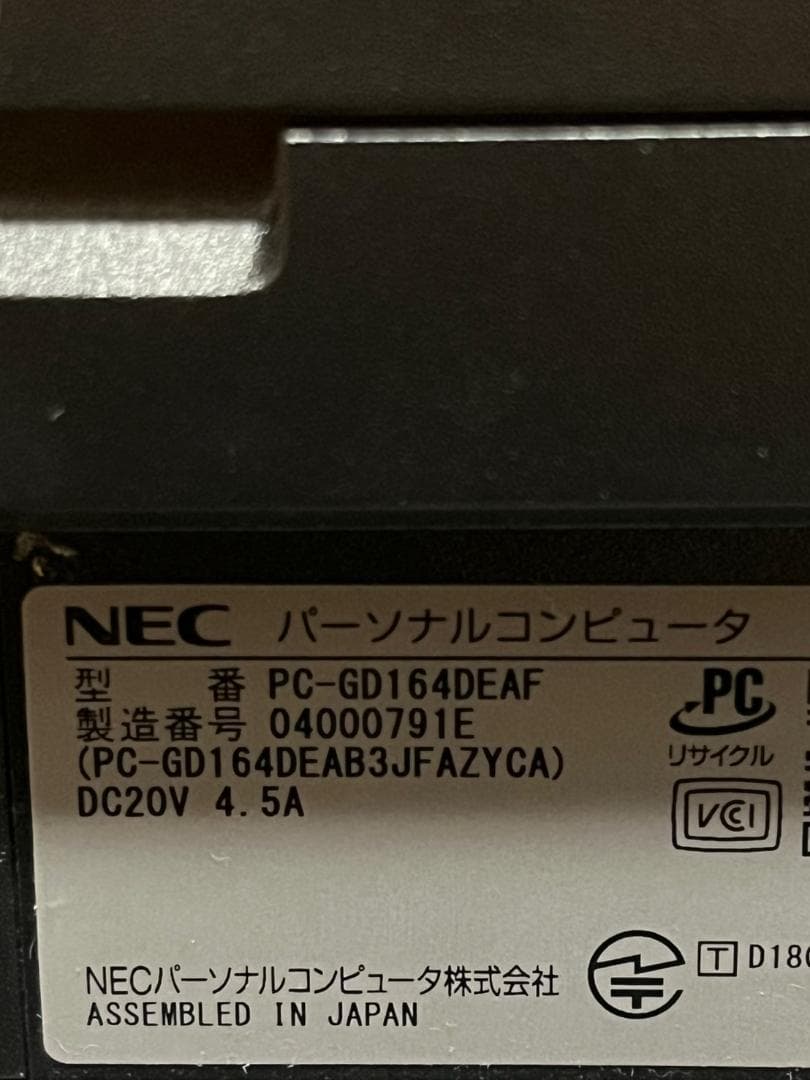 NEC パーソナルコンピュータ
型 番 PC-GD164DEAF
製造番号 04000791E
(PC-GD164DEAB3JFAZYCA)
DC20V 4.5A
PC
リサイクル
VCCI
NECパーソナルコンピュータ株式会社
ASSEMBLED IN JAPAN
T D18